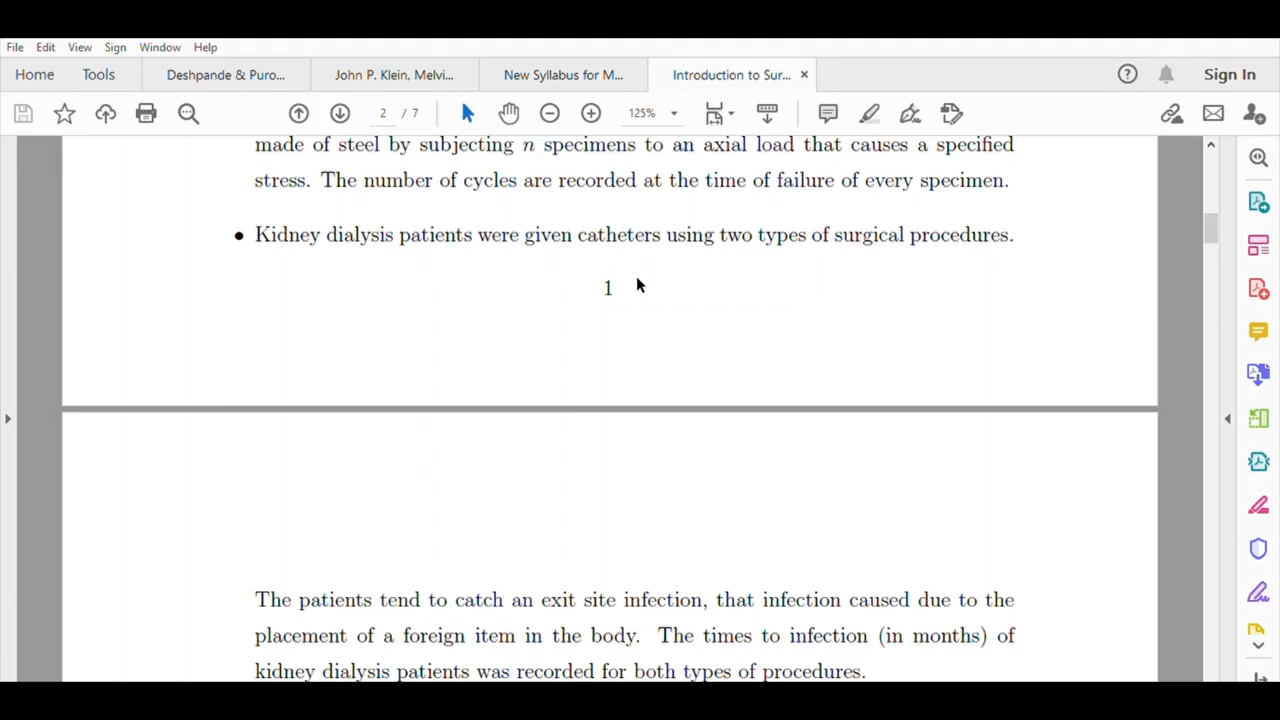 File Edit View Sign Window Help
Home Tools Deshpande & Puro... John P. Klein, Melvi... New Syllabus for M... Introduction to Sur... × ? Sign In
2 / 7 125%
made of steel by subjecting n specimens to an axial load that causes a specified
stress. The number of cycles are recorded at the time of failure of every specimen.
• Kidney dialysis patients were given catheters using two types of surgical procedures.
1
The patients tend to catch an exit site infection, that infection caused due to the
placement of a foreign item in the body. The times to infection (in months) of
kidney dialysis patients was recorded for both types of procedures.